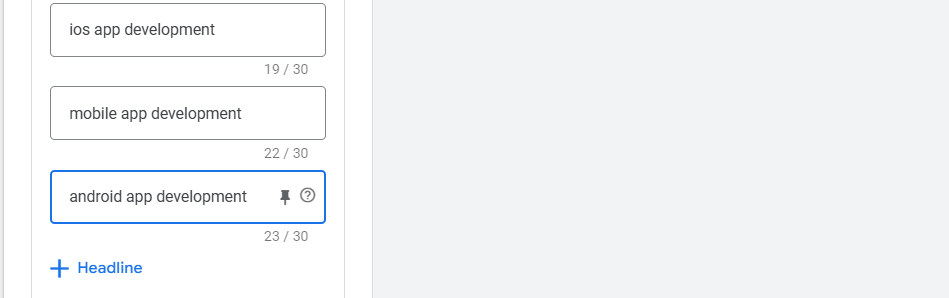 ios app development
19 / 30
mobile app development
22 / 30
android app development
23 / 30
Headline